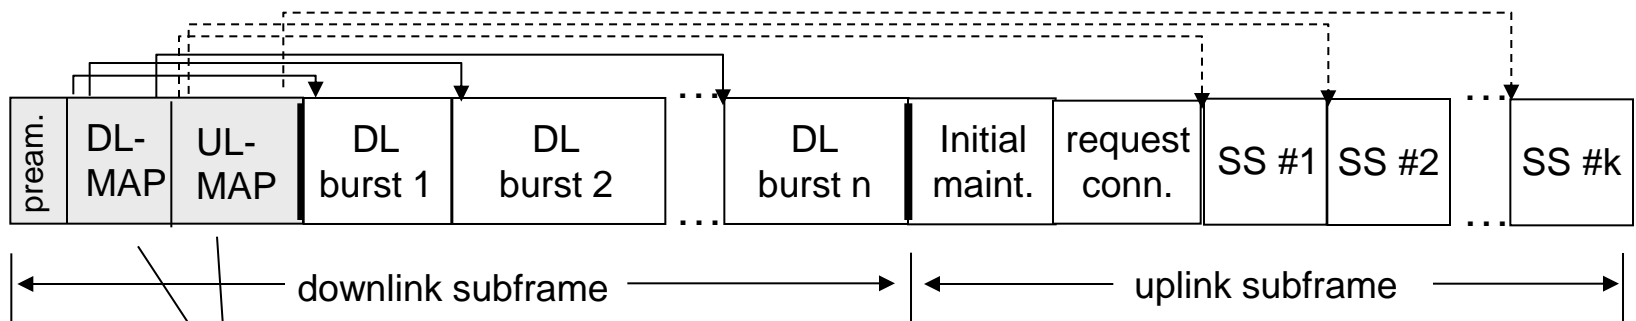 pream.
DL-
MAP
UL-
MAP
DL
burst 1
DL
burst 2
...
...
DL
burst n
Initial
maint.
request
conn.
SS #1
SS #2
...
...
SS #k
downlink subframe
uplink subframe